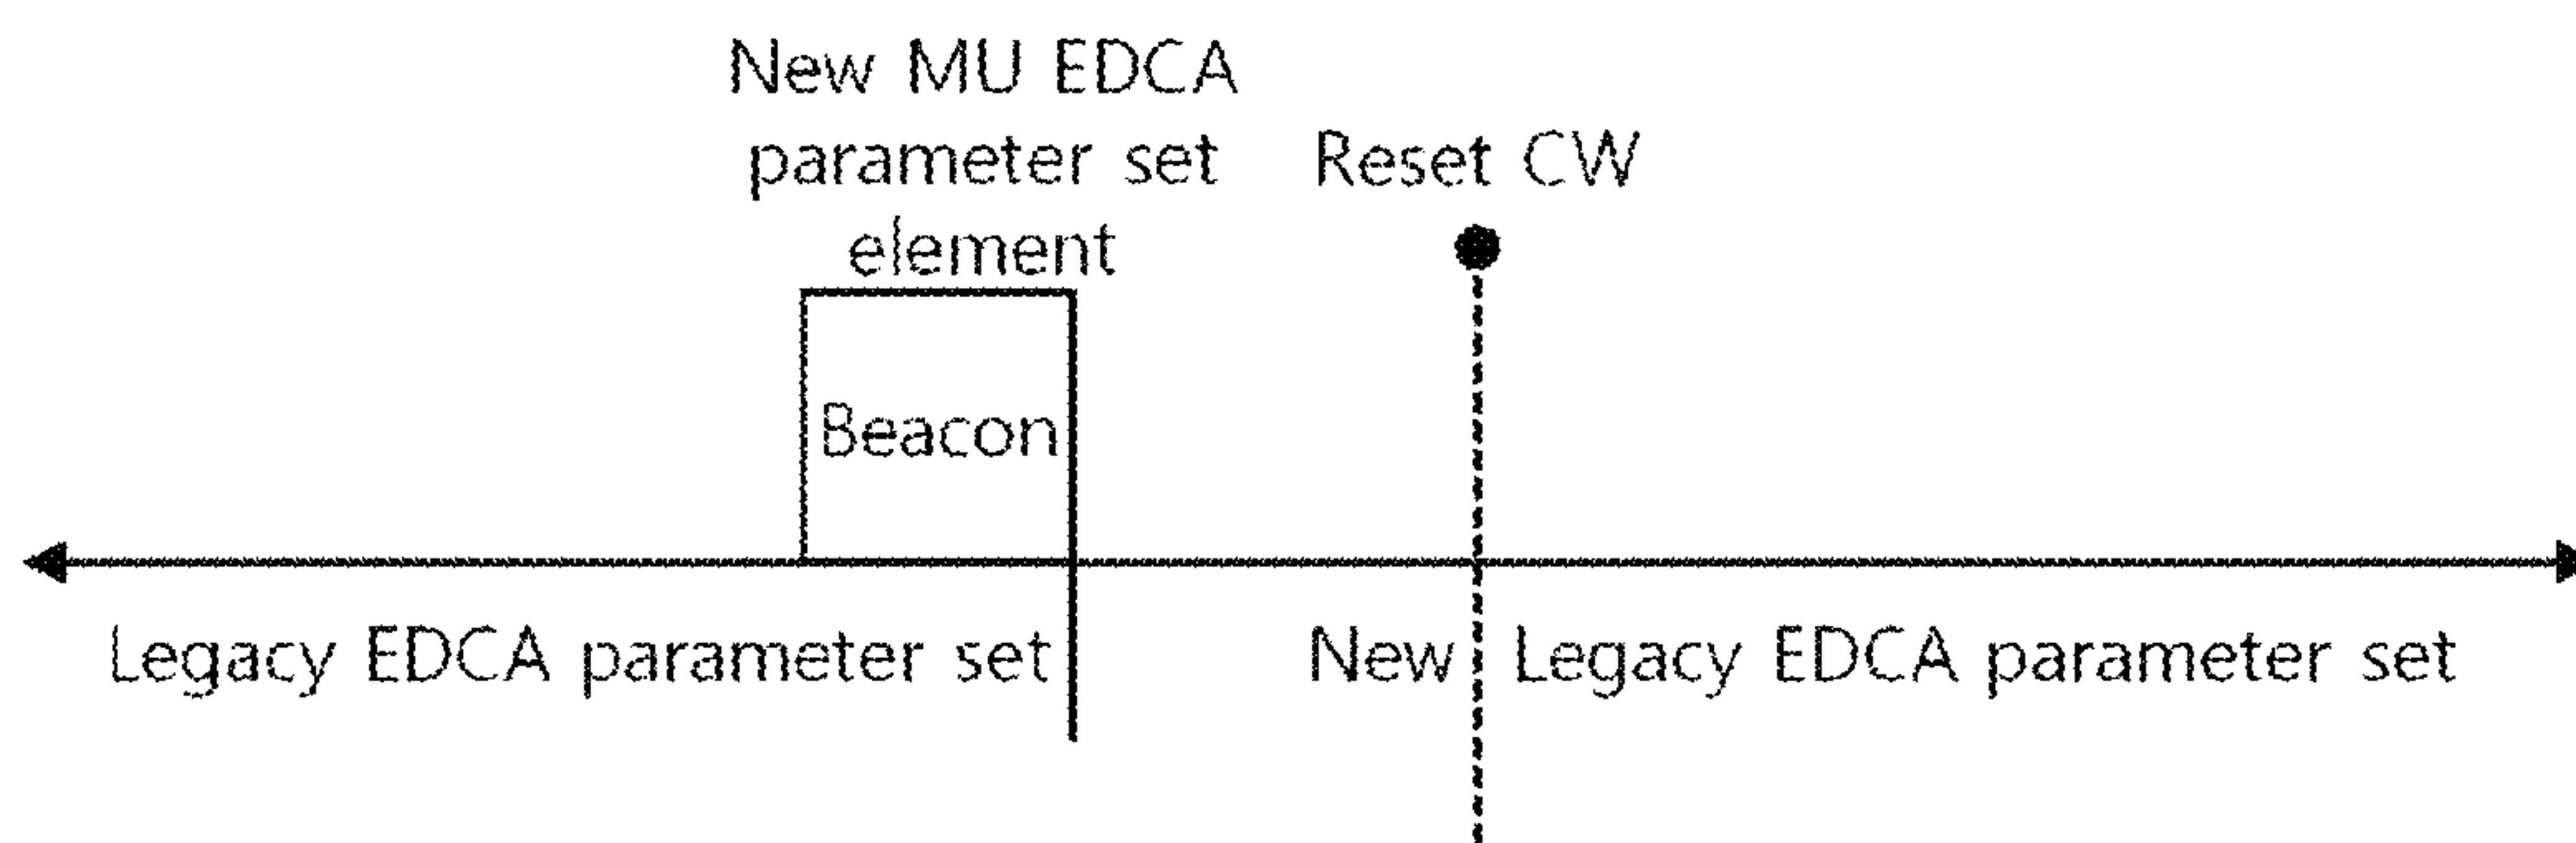 New MU EDCA
parameter set
element
Reset CW
Beacon
Legacy EDCA parameter set
New Legacy EDCA parameter set